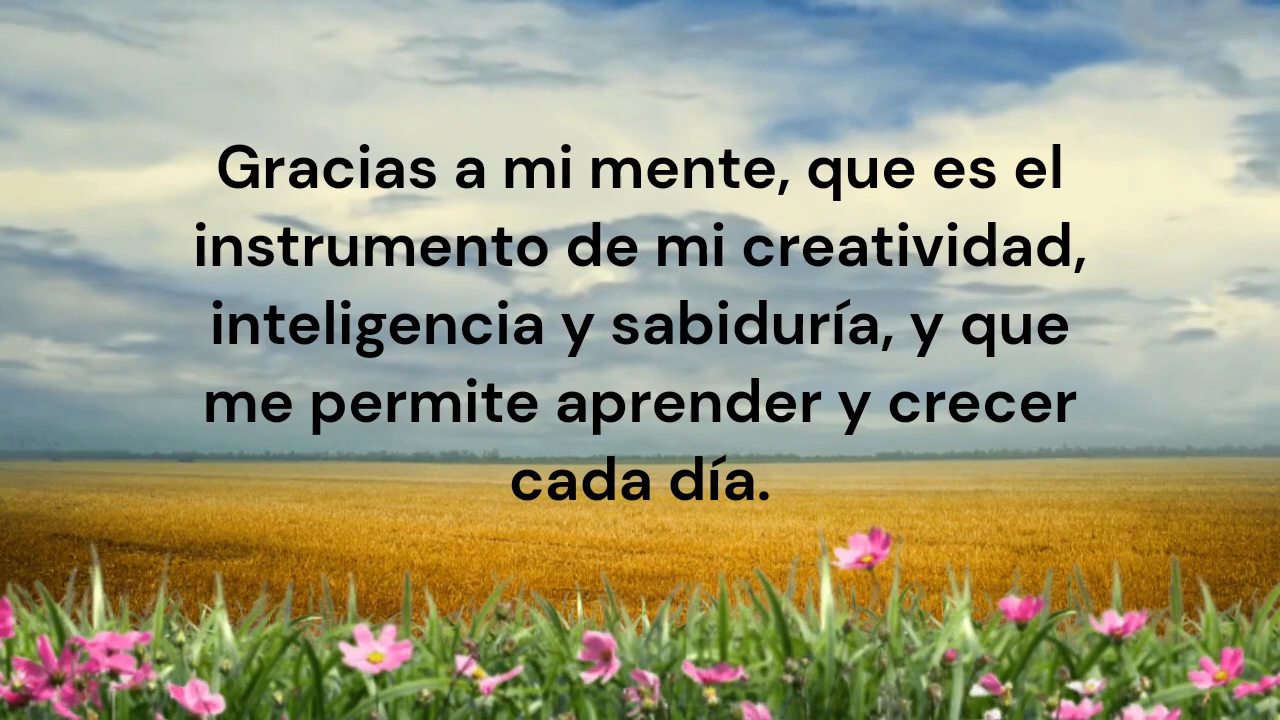 Gracias a mi mente, que es el
instrumento de mi creatividad,
inteligencia y sabiduría, y que
me permite aprender y crecer
cada día.